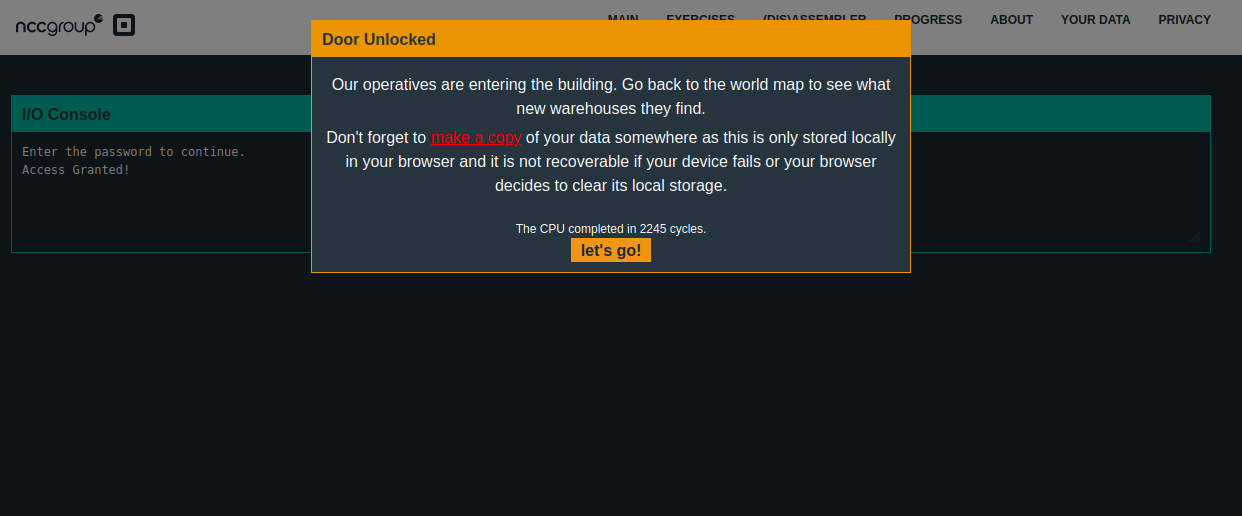 nccgroup
MAIN EXERCISES (DIS)ASSEMBLER PROGRESS ABOUT YOUR DATA PRIVACY
Door Unlocked
Our operatives are entering the building. Go back to the world map to see what
new warehouses they find.
Don't forget to make a copy of your data somewhere as this is only stored locally
in your browser and it is not recoverable if your device fails or your browser
decides to clear its local storage.
The CPU completed in 2245 cycles.
let's go!
I/O Console
Enter the password to continue.
Access Granted!